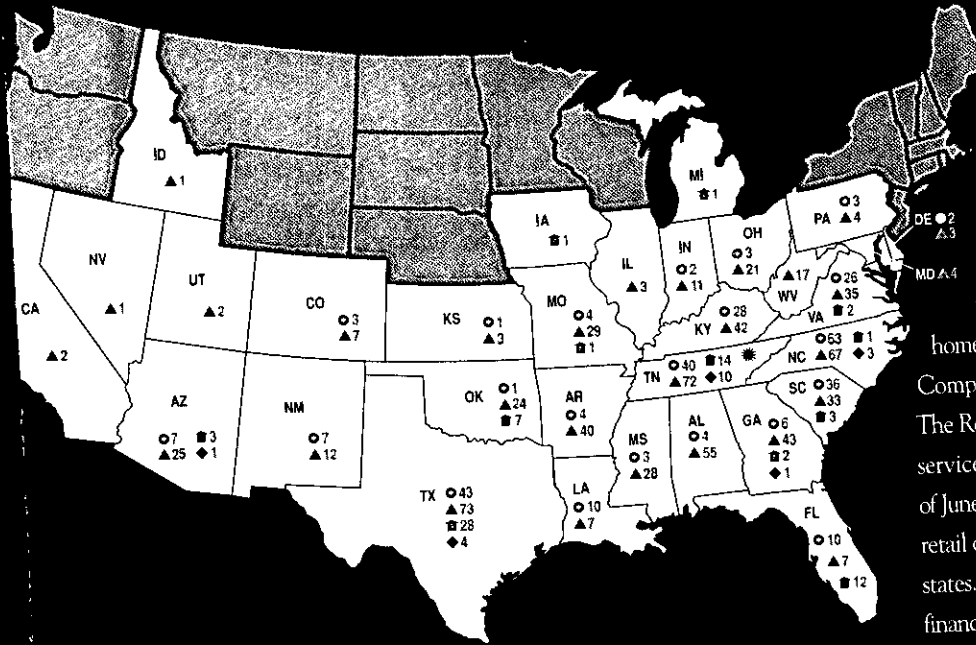 ID
▲1
MI
🏠1
PA
○3
▲4
DE ○2
▲3
MD▲4
IA
🏠1
OH
○3
▲21
IN
○2
▲11
IL
▲3
WV
▲17
VA
○26
▲35
🏠2
NV
▲1
UT
▲2
CO
○3
▲7
KS
○1
▲3
MO
○4
▲29
🏠1
KY
○28
▲42
CA
▲2
TN
○40
▲72
🏠14
◆10
✹
NC
○63
▲67
🏠1
◆3
SC
○36
▲33
🏠3
AZ
○7
▲25
🏠3
◆1
NM
○7
▲12
OK
○1
▲24
🏠7
AR
○4
▲40
MS
○3
▲28
AL
○4
▲55
GA
○6
▲43
🏠2
◆1
TX
○43
▲73
🏠28
◆4
LA
○10
▲7
FL
○10
▲7
🏠12
home
Comp
The Re
service
of June
retail
states.
financ